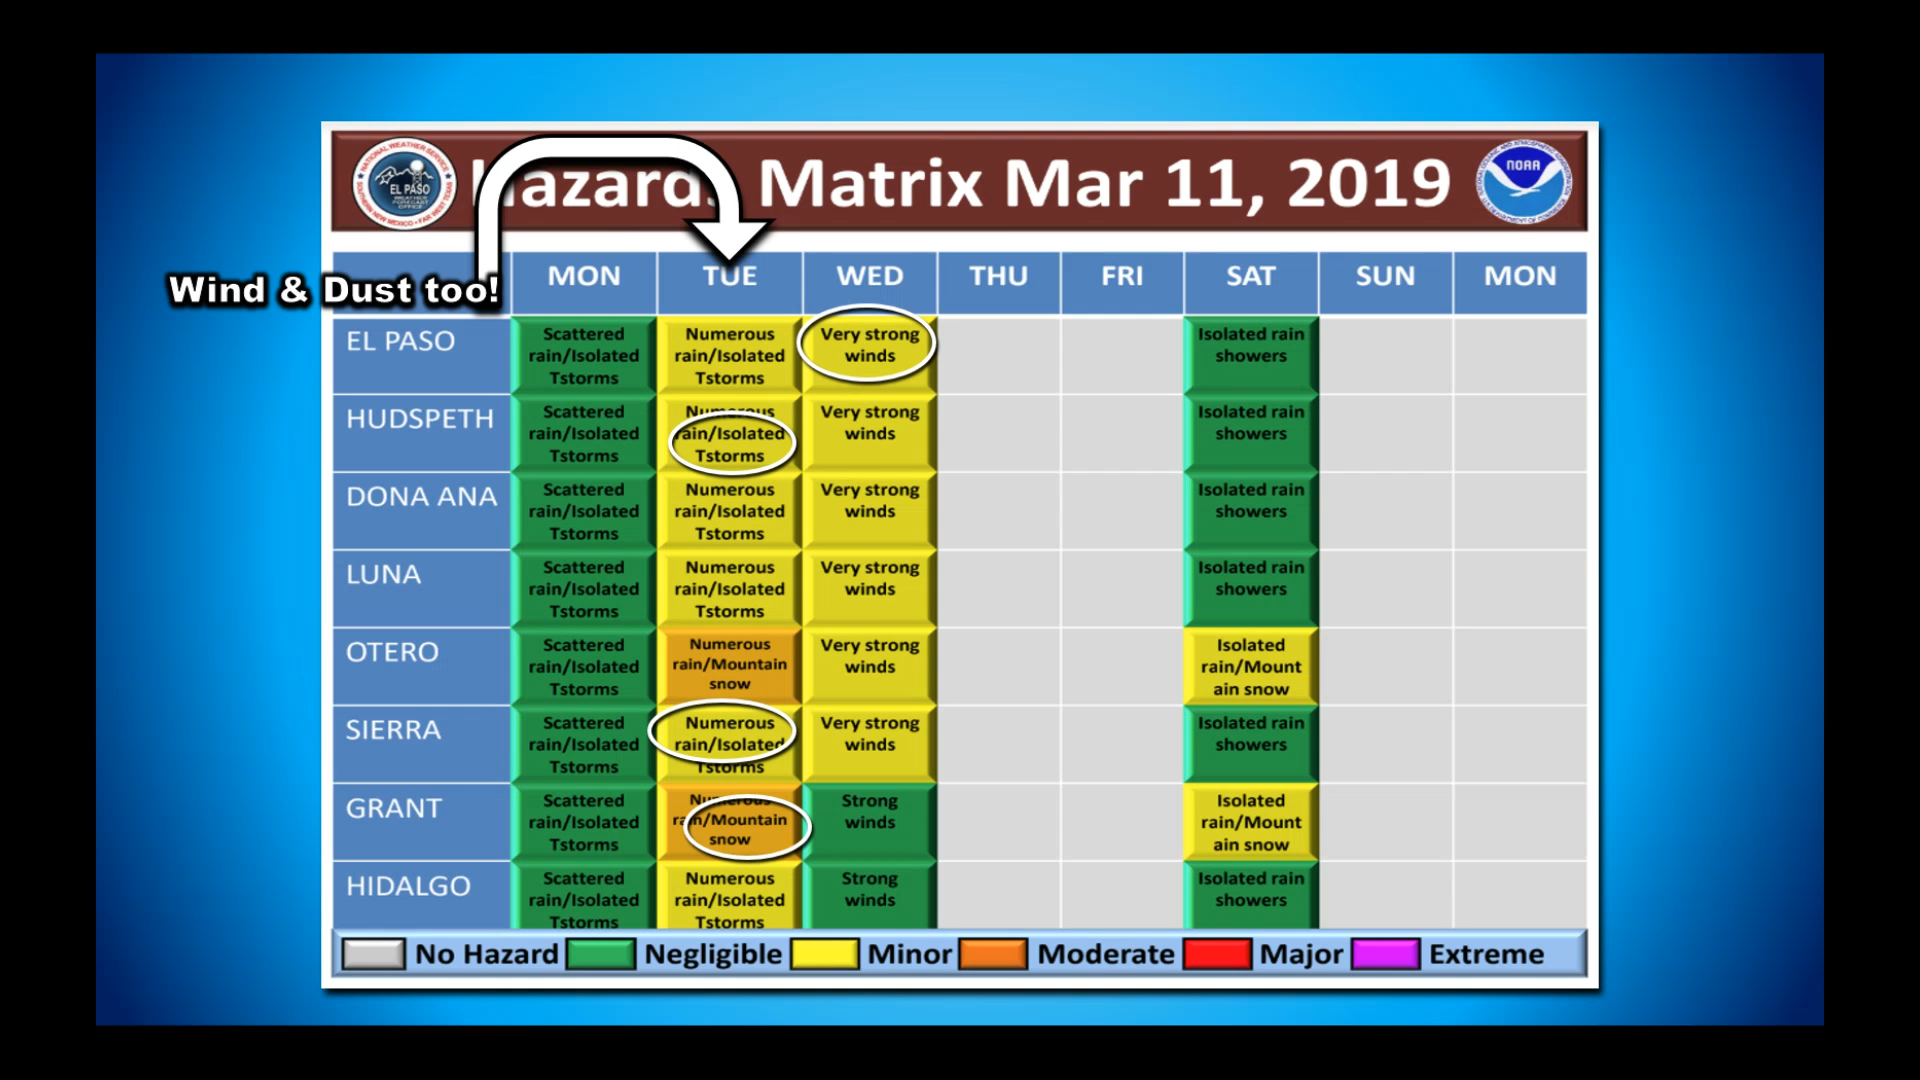 Hazards Matrix Mar 11, 2019
EL PASO
NOAA
Wind & Dust too!
MON TUE WED THU FRI SAT SUN MON
EL PASO
Scattered
rain/Isolated
Tstorms
Numerous
rain/Isolated
Tstorms
Very strong
winds
Isolated rain
showers
HUDSPETH
Scattered
rain/Isolated
Tstorms
Numerous
rain/Isolated
Tstorms
Very strong
winds
Isolated rain
showers
DONA ANA
Scattered
rain/Isolated
Tstorms
Numerous
rain/Isolated
Tstorms
Very strong
winds
Isolated rain
showers
LUNA
Scattered
rain/Isolated
Tstorms
Numerous
rain/Isolated
Tstorms
Very strong
winds
Isolated rain
showers
OTERO
Scattered
rain/Isolated
Tstorms
Numerous
rain/Mountain
snow
Very strong
winds
Isolated
rain/Mount
ain snow
SIERRA
Scattered
rain/Isolated
Tstorms
Numerous
rain/Isolated
Tstorms
Very strong
winds
Isolated rain
showers
GRANT
Scattered
rain/Isolated
Tstorms
Numerous
rain/Mountain
snow
Strong
winds
Isolated
rain/Mount
ain snow
HIDALGO
Scattered
rain/Isolated
Tstorms
Numerous
rain/Isolated
Tstorms
Strong
winds
Isolated rain
showers
No Hazard Negligible Minor Moderate Major Extreme